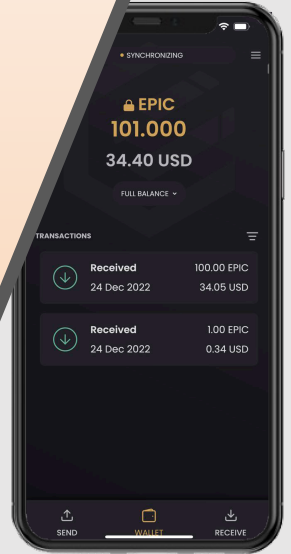 SYNCHRONIZING
EPIC
101.000
34.40 USD
FULL BALANCE
TRANSACTIONS
Received 100.00 EPIC
24 Dec 2022 34.05 USD
Received 1.00 EPIC
24 Dec 2022 0.34 USD
SEND WALLET RECEIVE